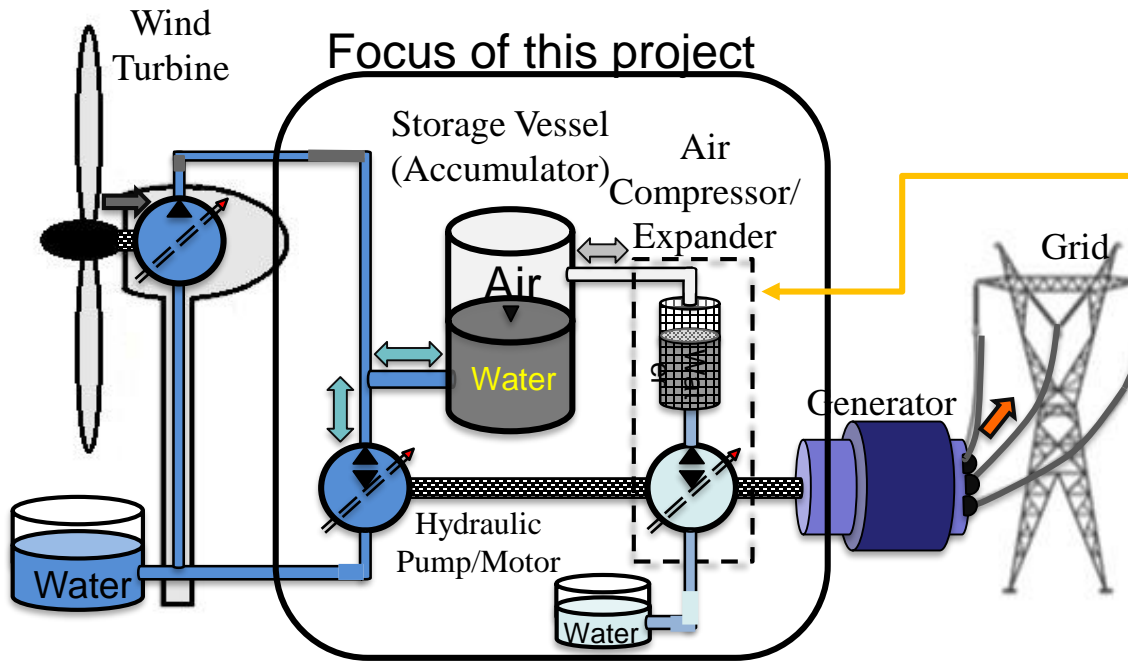 Wind
Turbine
Focus of this project
Storage Vessel
(Accumulator)
Air
Compressor/
Expander
Grid
Air
Water
Generator
Hydraulic
Pump/Motor
Water
Water